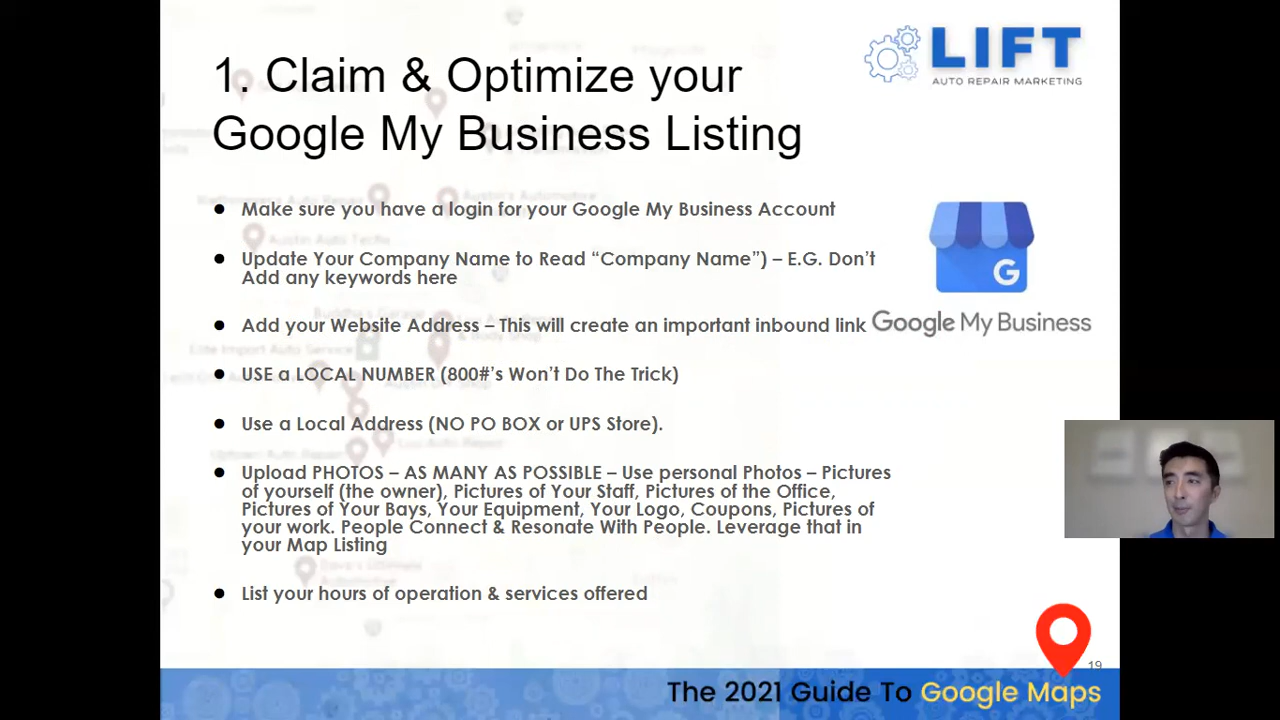 1. Claim & Optimize your
Google My Business Listing
LIFT
AUTO REPAIR MARKETING
● Make sure you have a login for your Google My Business Account
● Update Your Company Name to Read “Company Name”) – E.G. Don’t
Add any keywords here
● Add your Website Address – This will create an important inbound link
G
Google My Business
● USE a LOCAL NUMBER (800#’s Won’t Do The Trick)
● Use a Local Address (NO PO BOX or UPS Store).
● Upload PHOTOS – AS MANY AS POSSIBLE – Use personal Photos – Pictures
of yourself (the owner), Pictures of Your Staff, Pictures of the Office,
Pictures of Your Bays, Your Equipment, Your Logo, Coupons, Pictures of
your work. People Connect & Resonate With People. Leverage that in
your Map Listing
● List your hours of operation & services offered
19
The 2021 Guide To Google Maps